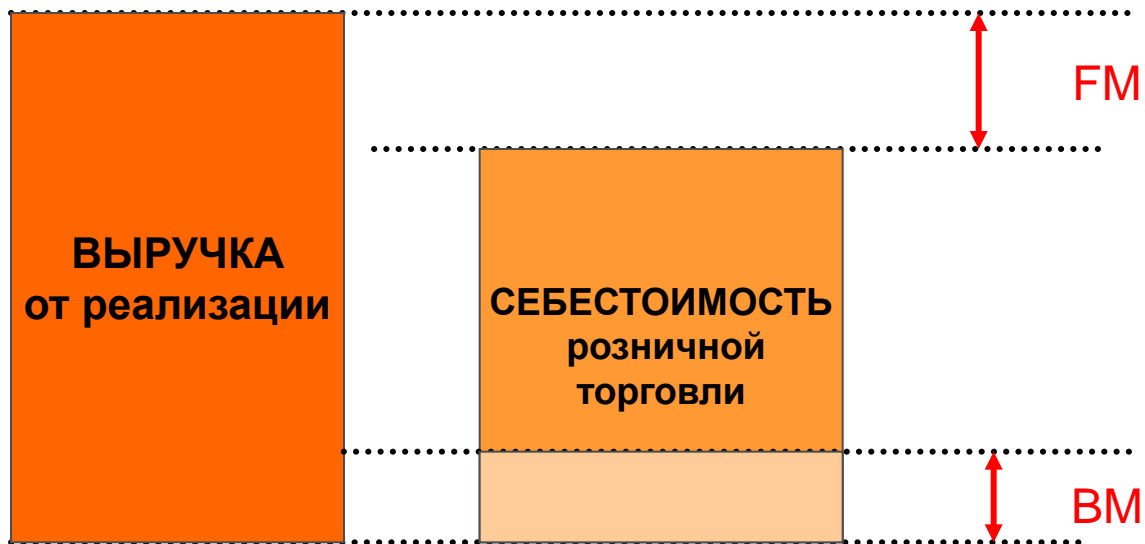 FM
ВЫРУЧКА
от реализации
СЕБЕСТОИМОСТЬ
розничной
торговли
BM